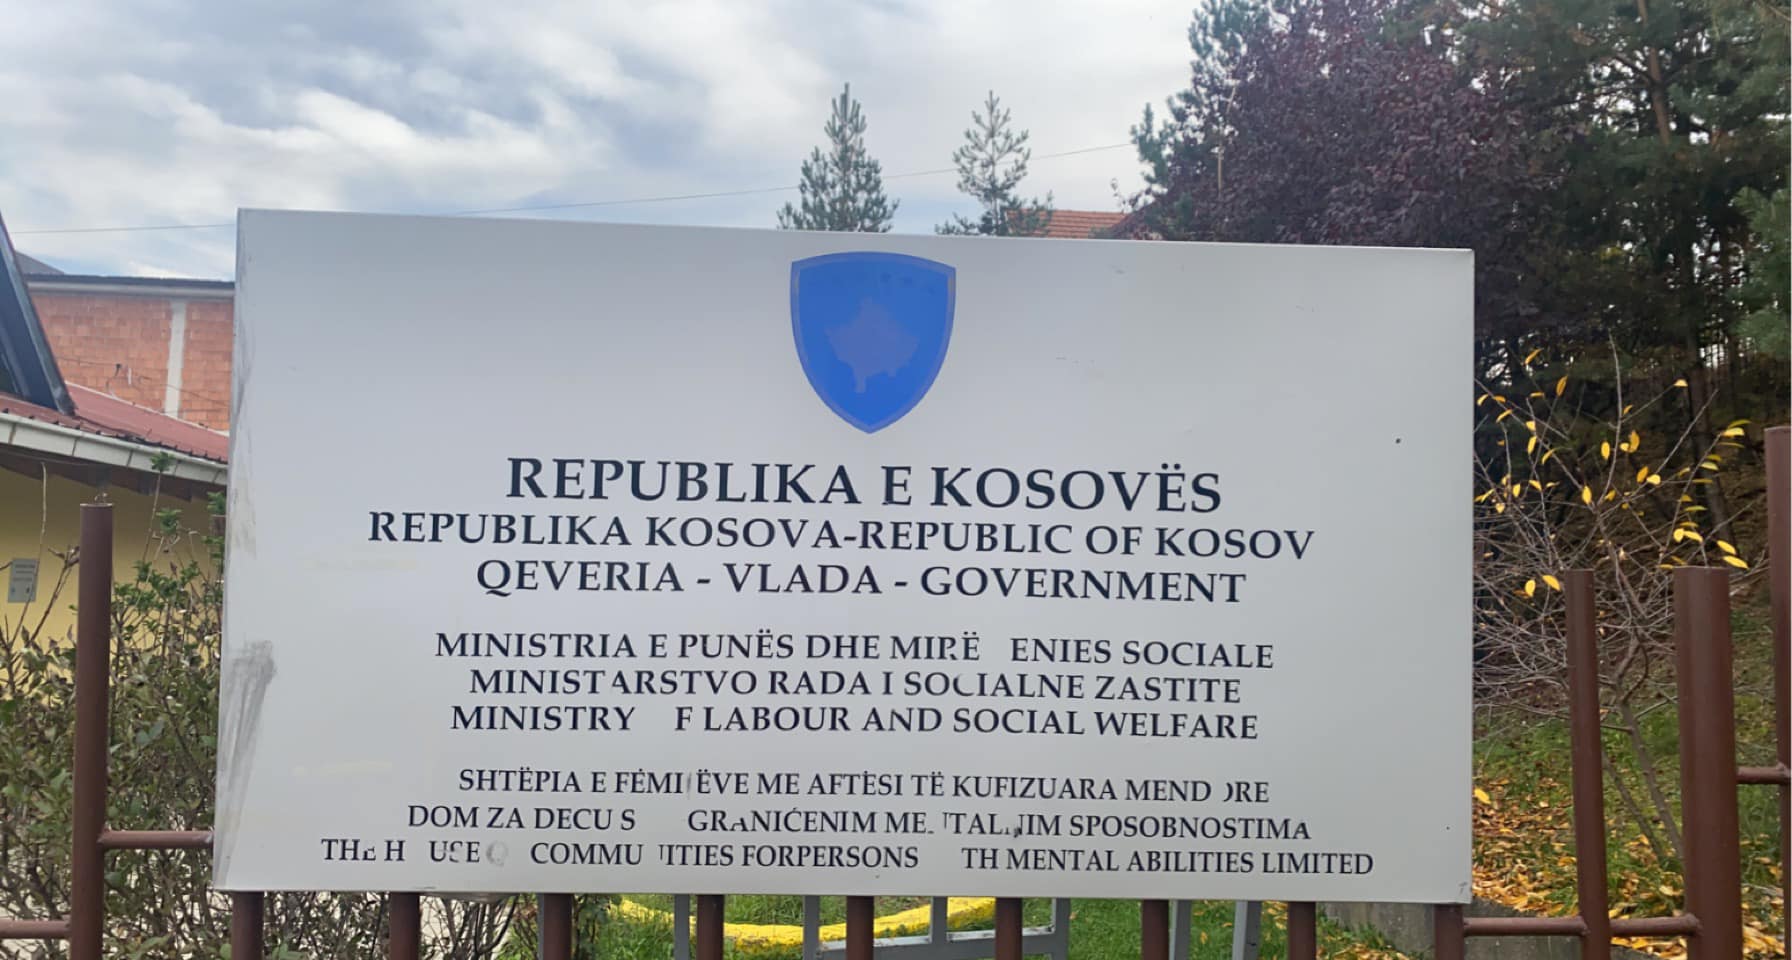 REPUBLIKA E KOSOVËS
REPUBLIKA KOSOVA-REPUBLIC OF KOSOV
QEVERIA - VLADA - GOVERNMENT
MINISTRIA E PUNËS DHE MIRË ENIES SOCIALE
MINISTARSTVO RADA I SOCIALNE ZASTITE
MINISTRY F LABOUR AND SOCIAL WELFARE
SHTËPIA E FËMI ËVE ME AFTËSI TË KUFIZUARA MEND RE
DOM ZA DECU S GRANIĆENIM ME TAL IM SPOSOBNOSTIMA
THE H USE COMMU ITIES FORPERSONS TH MENTAL ABILITIES LIMITED